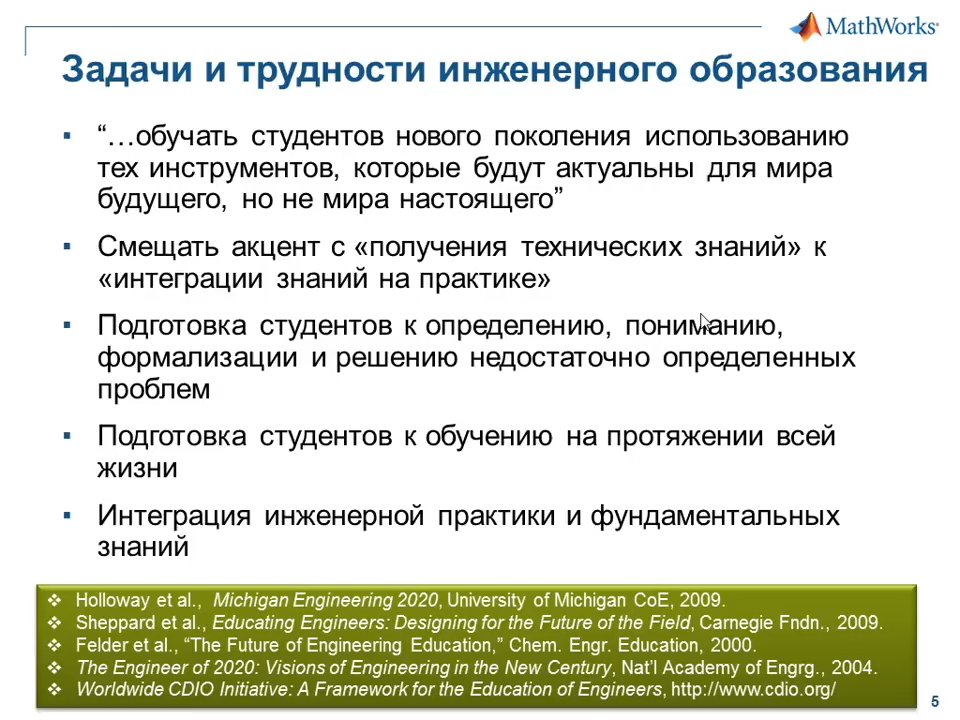 MathWorks®
Задачи и трудности инженерного образования
▪ “…обучать студентов нового поколения использованию
тех инструментов, которые будут актуальны для мира
будущего, но не мира настоящего”
▪ Смещать акцент с «получения технических знаний» к
«интеграции знаний на практике»
▪ Подготовка студентов к определению, пониманию,
формализации и решению недостаточно определенных
проблем
▪ Подготовка студентов к обучению на протяжении всей
жизни
▪ Интеграция инженерной практики и фундаментальных
знаний
❖ Holloway et al., Michigan Engineering 2020, University of Michigan CoE, 2009.
❖ Sheppard et al., Educating Engineers: Designing for the Future of the Field, Carnegie Fndn., 2009.
❖ Felder et al., “The Future of Engineering Education,” Chem. Engr. Education, 2000.
❖ The Engineer of 2020: Visions of Engineering in the New Century, Nat’l Academy of Engrg., 2004.
❖ Worldwide CDIO Initiative: A Framework for the Education of Engineers, http://www.cdio.org/
5